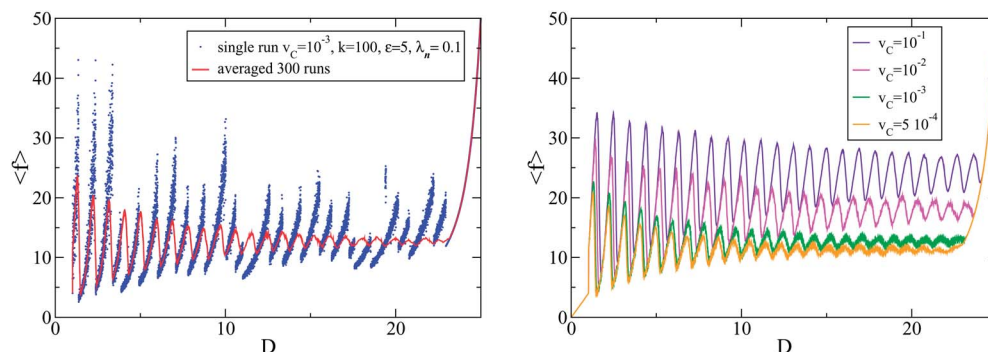 50
40
30
20
10
0
<f>
0
10
20
D
single run v_C=10^-3, k=100, ε=5, λ_n = 0.1
averaged 300 runs
50
40
30
20
10
0
<f>
0
10
20
D
v_C=10^-1
v_C=10^-2
v_C=10^-3
v_C=5 10^-4